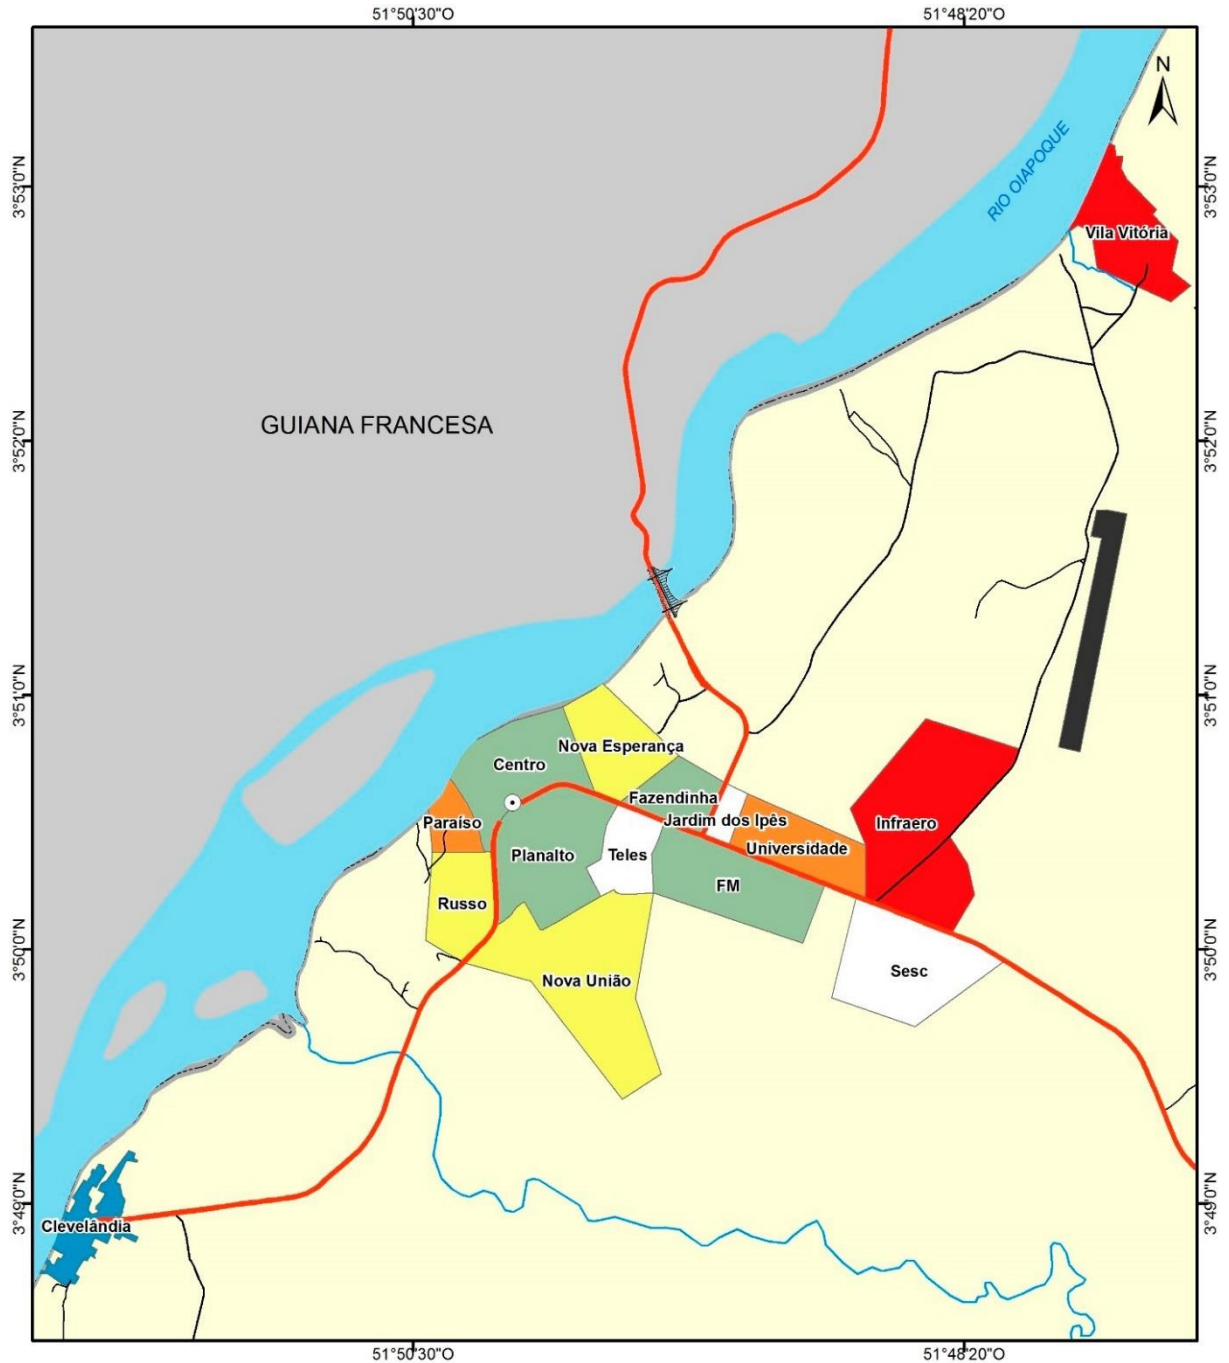 51°50'30"O
51°48'20"O
N
RIO OIAPOQUE
3°53'0"N
3°53'0"N
Vila Vitória
GUIANA FRANCESA
3°52'0"N
3°52'0"N
3°51'0"N
3°51'0"N
Nova Esperança
Centro
Fazendinha
Jardim dos Ipês
Paraíso
Infraero
Universidade
Planalto
Teles
FM
Russo
3°50'0"N
3°50'0"N
Sesc
Nova União
3°49'0"N
3°49'0"N
Clevelândia
51°50'30"O
51°48'20"O